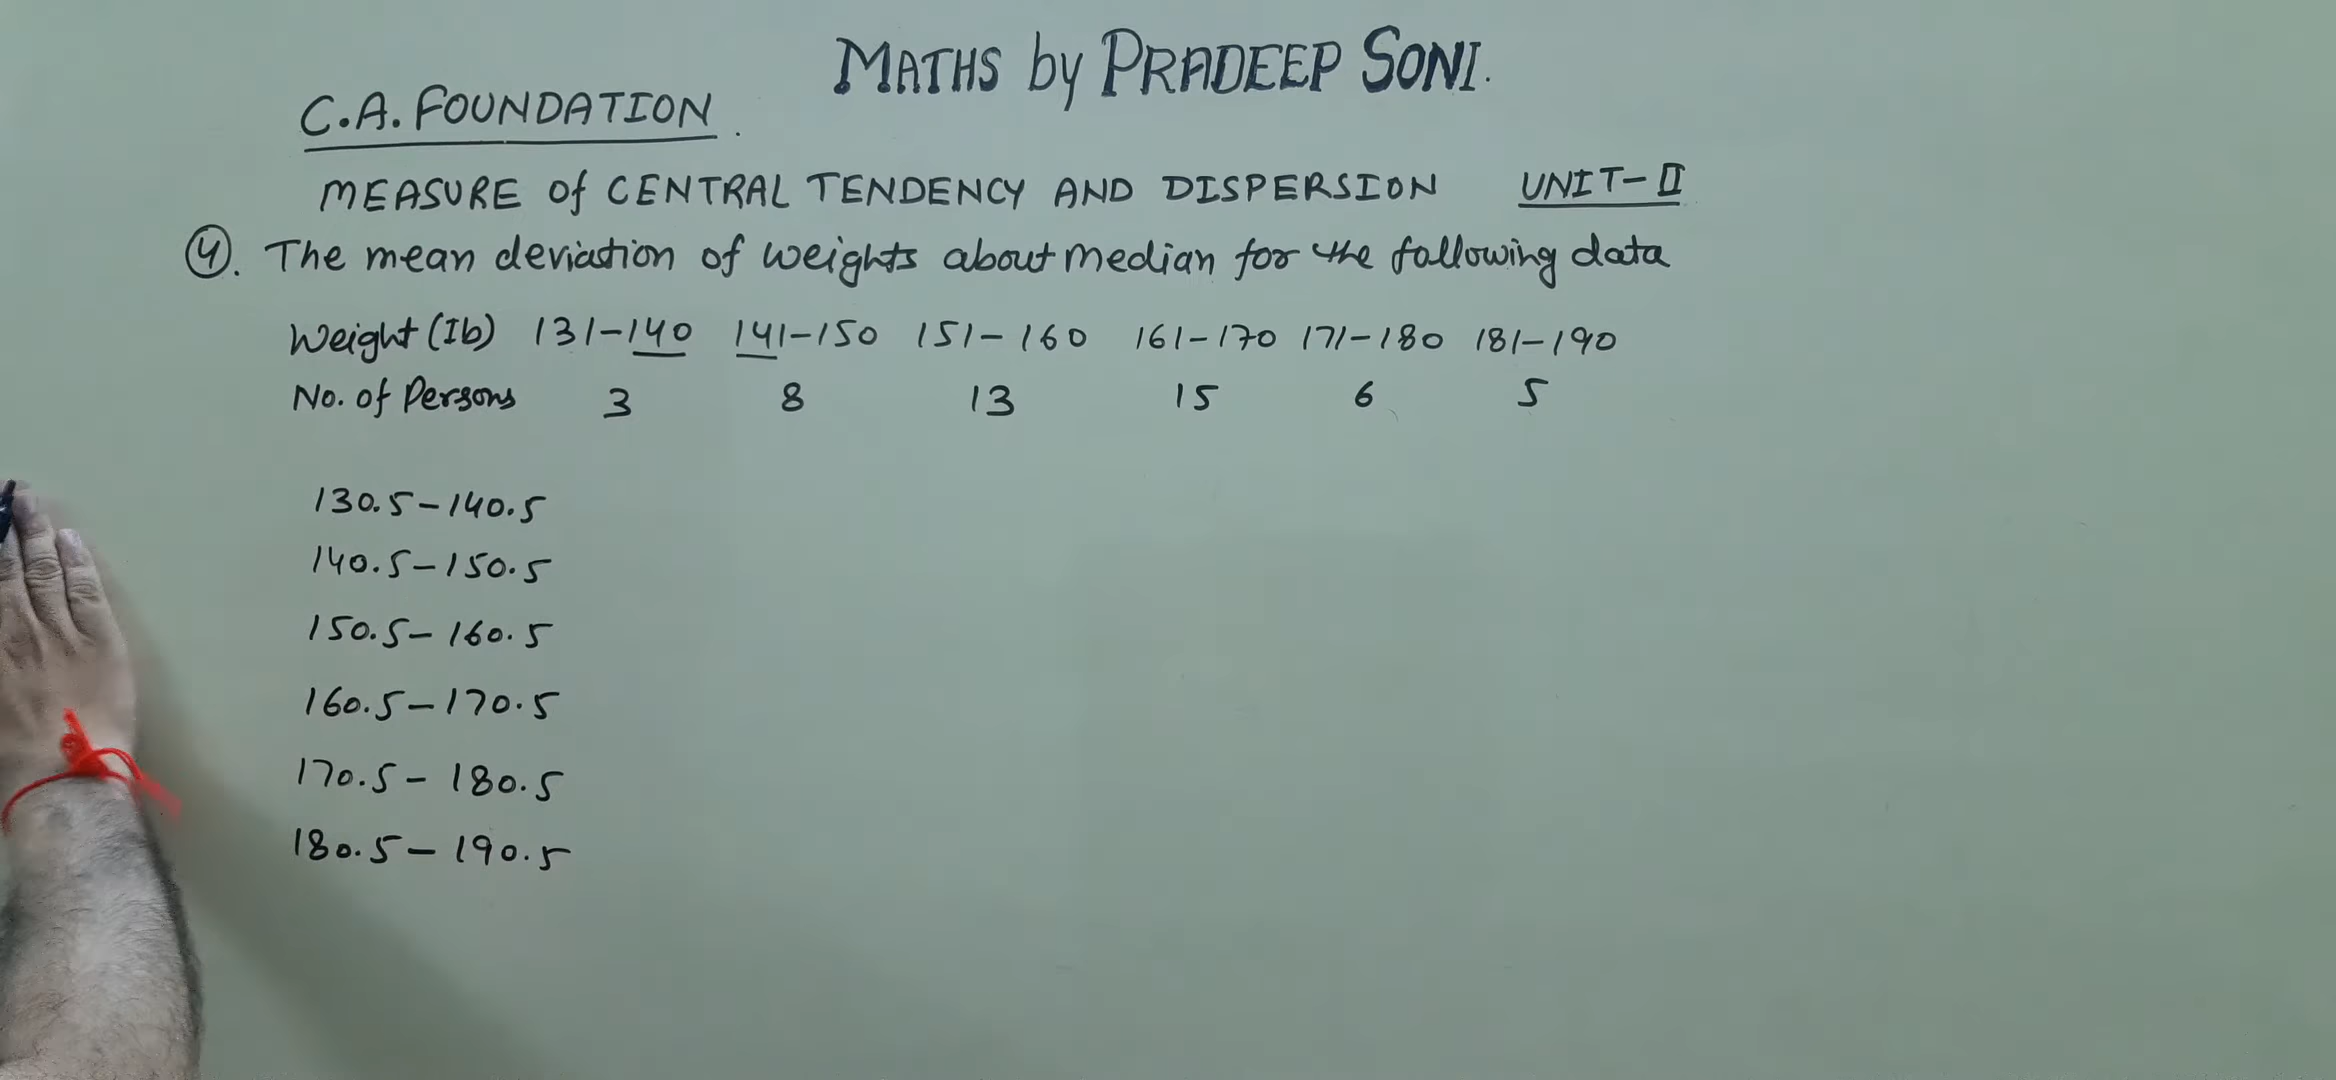 MATHS by PRADEEP SONI.
C.A. FOUNDATION.
MEASURE of CENTRAL TENDENCY AND DISPERSION UNIT-II
4. The mean deviation of weights about median for the following data
Weight (Ib) 131-140 141-150 151-160 161-170 171-180 181-190
No. of Persons 3 8 13 15 6 5
130.5-140.5
140.5-150.5
150.5-160.5
160.5-170.5
170.5-180.5
180.5-190.5